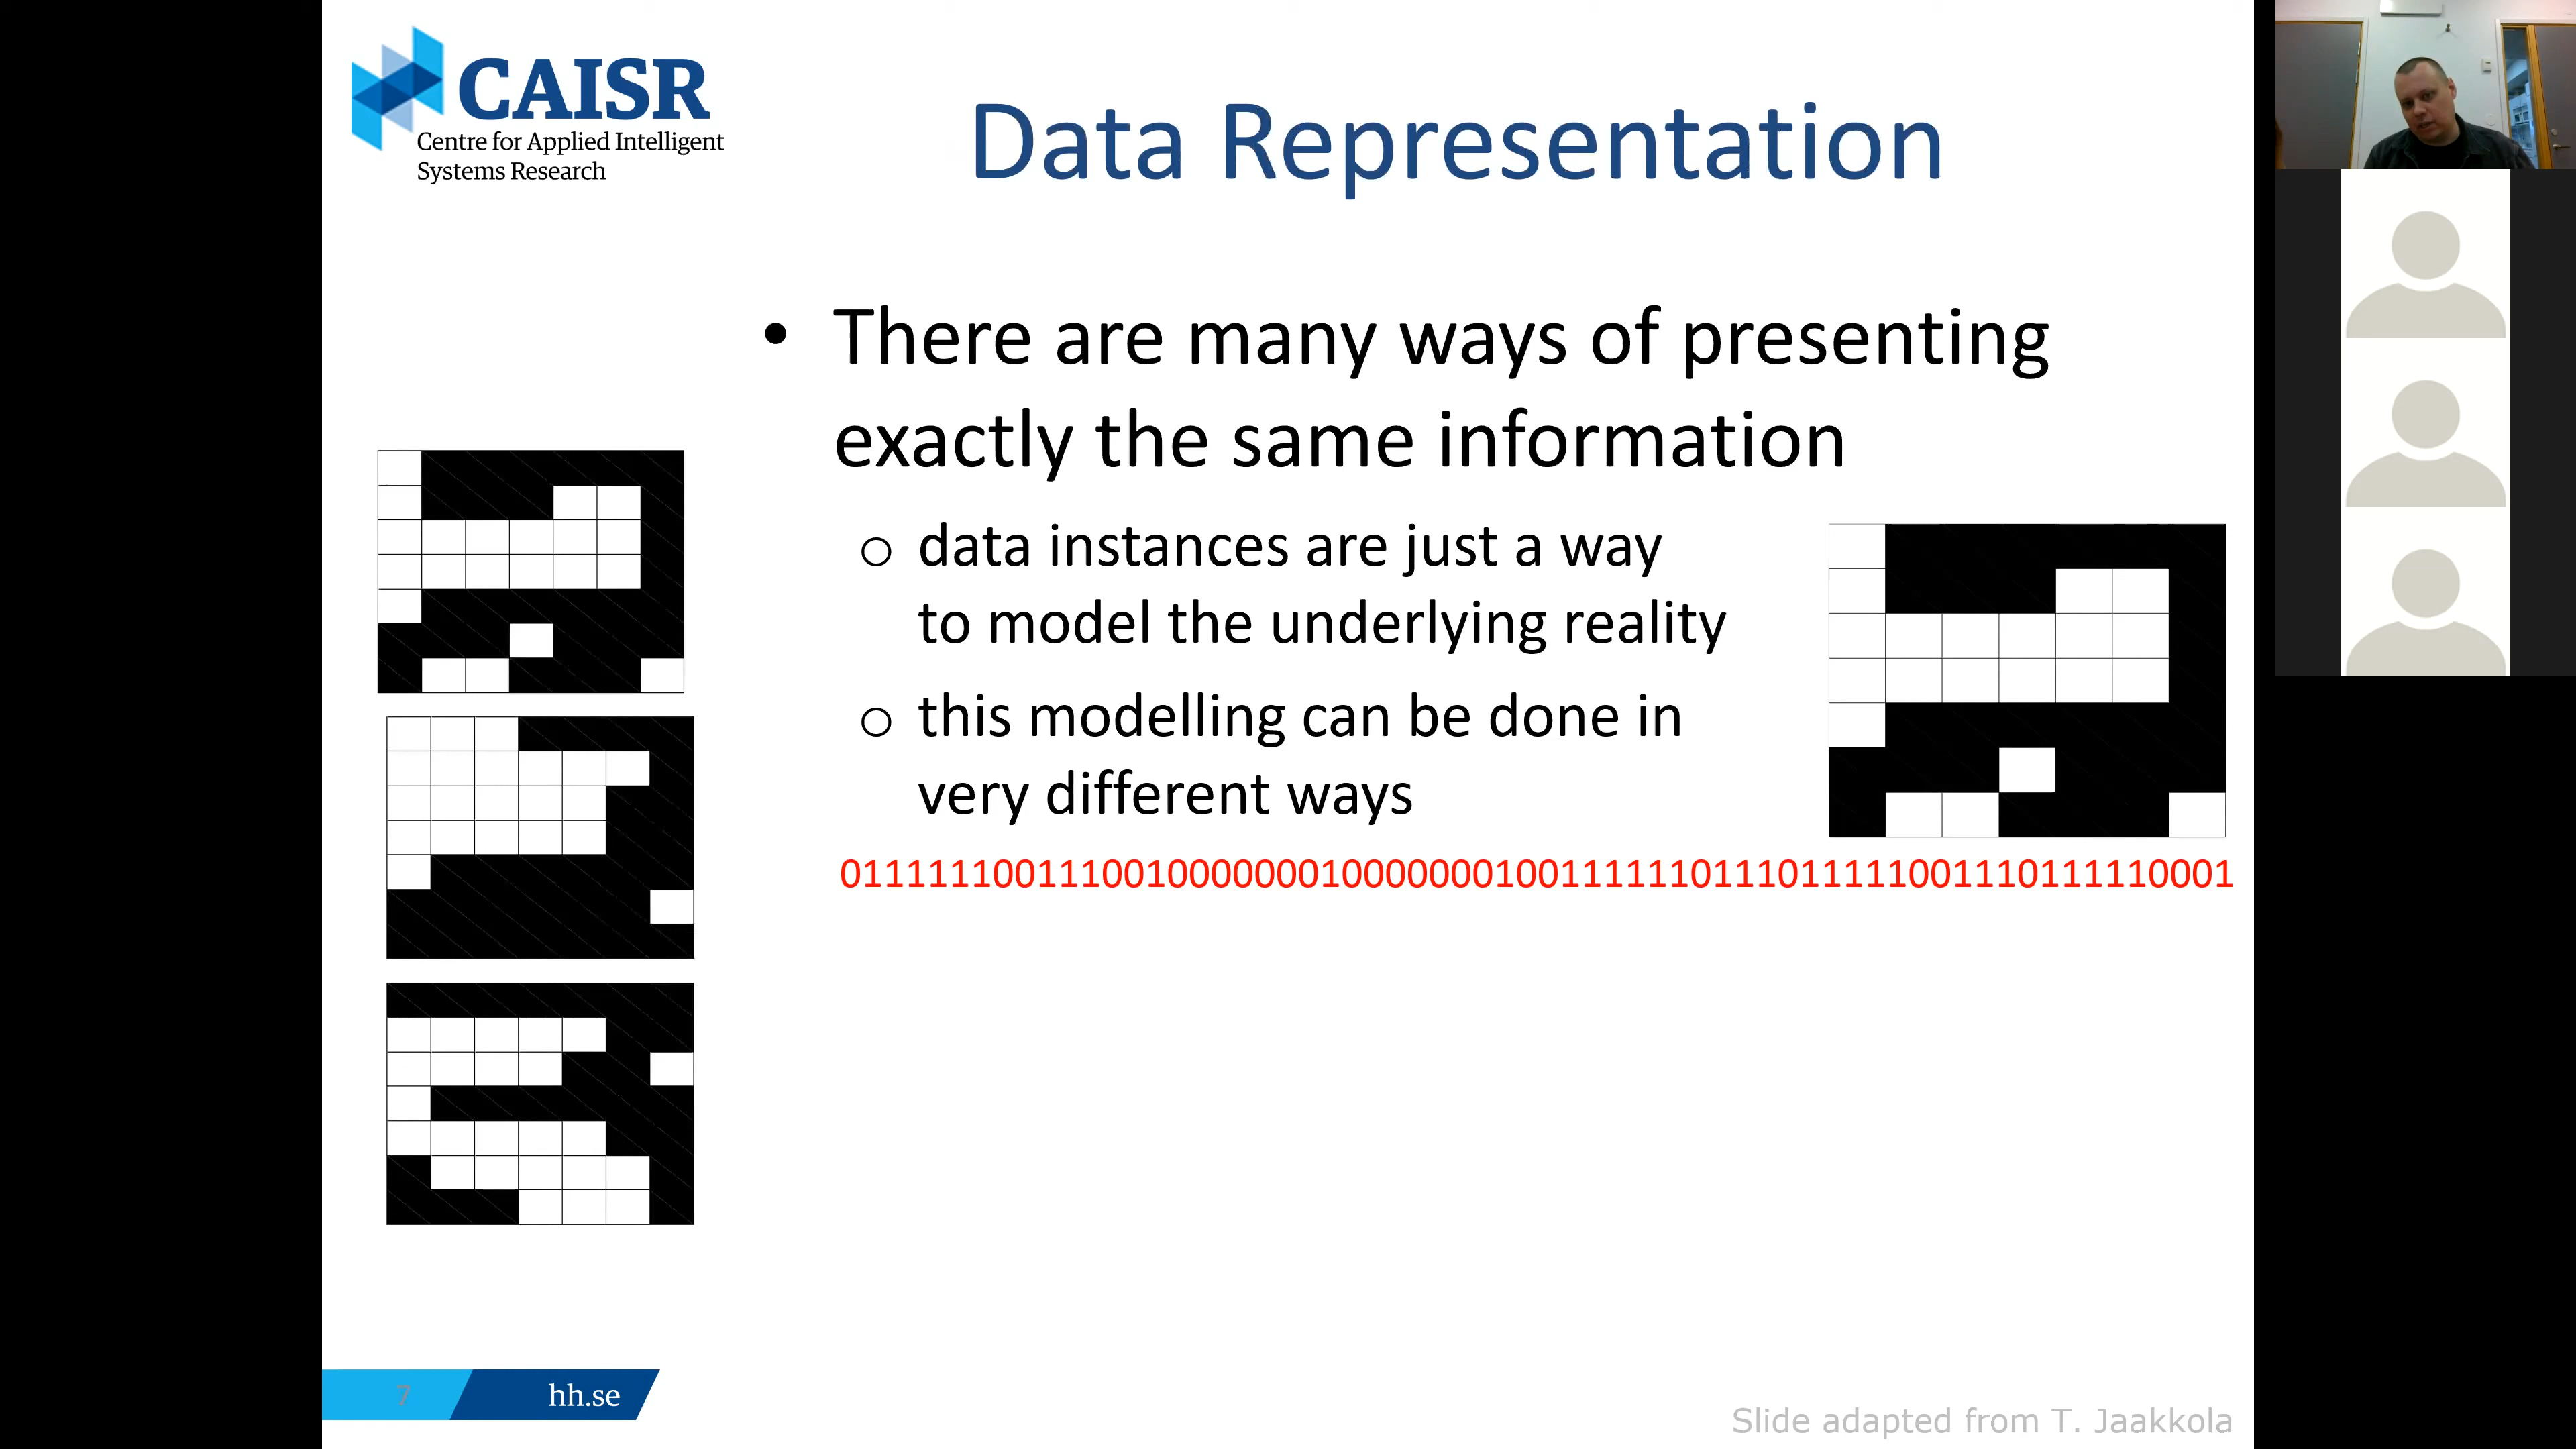 CAISR
Centre for Applied Intelligent
Systems Research
Data Representation
• There are many ways of presenting
exactly the same information
o data instances are just a way
to model the underlying reality
o this modelling can be done in
very different ways
0111111001110010000000100000001001111110111011111001110111110001
7
hh.se
Slide adapted from T. Jaakkola